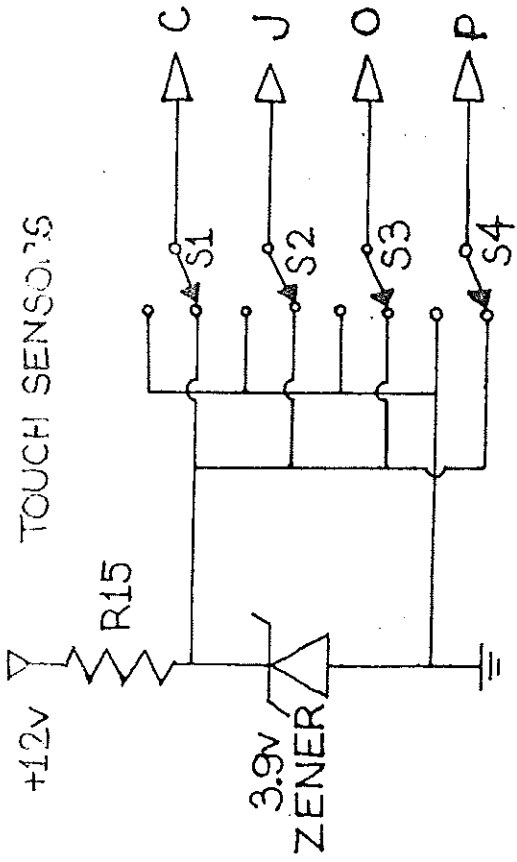 TOUCH SENSORS
+12v
R15
3.9v
ZENER
S1
S2
S3
S4
C
J
O
P